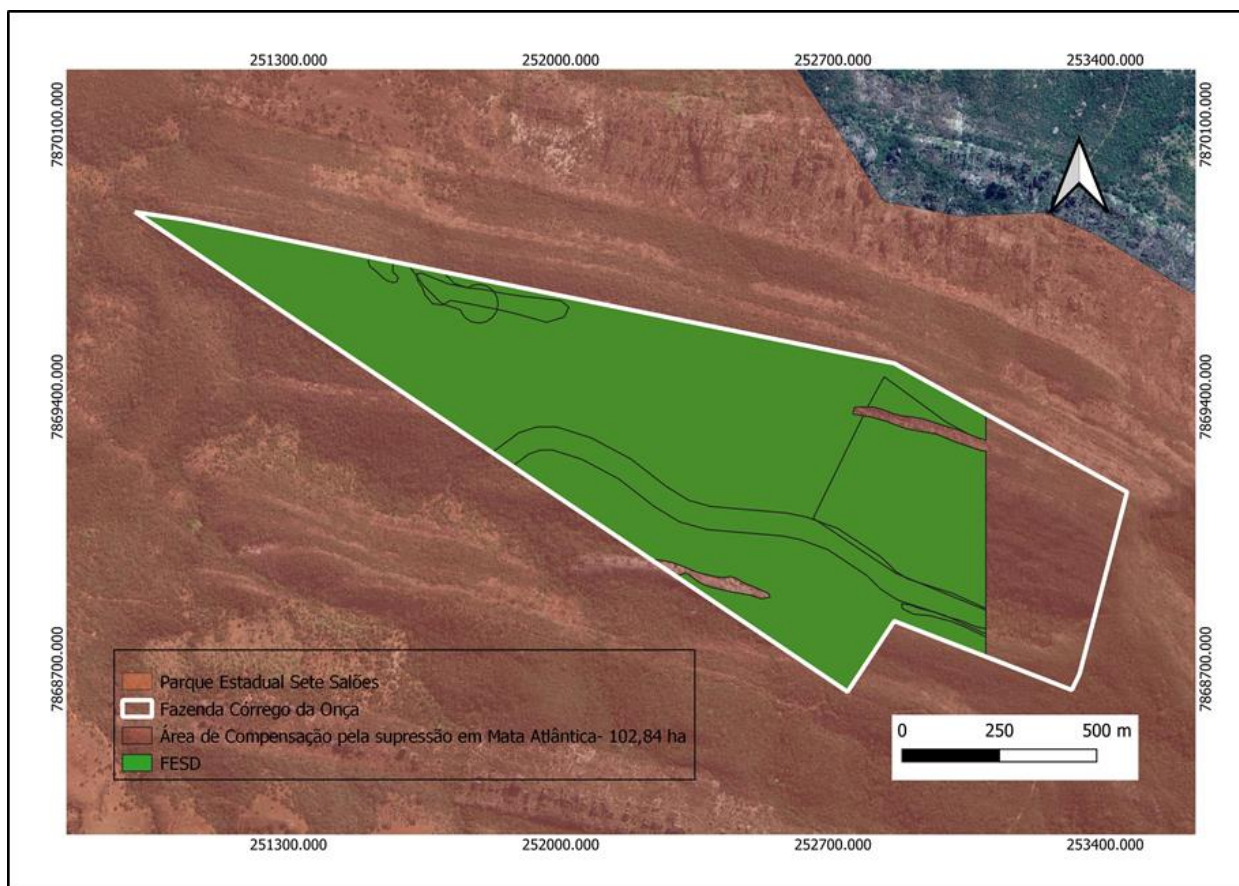 251300.000 252000.000 252700.000 253400.000
7870100.000 7870100.000
7869400.000 7869400.000
7868700.000 7868700.000
Parque Estadual Sete Salões
Fazenda Córrego da Onça
Área de Compensação pela supressão em Mata Atlântica- 102,84 ha
FESD
0 250 500 m
251300.000 252000.000 252700.000 253400.000